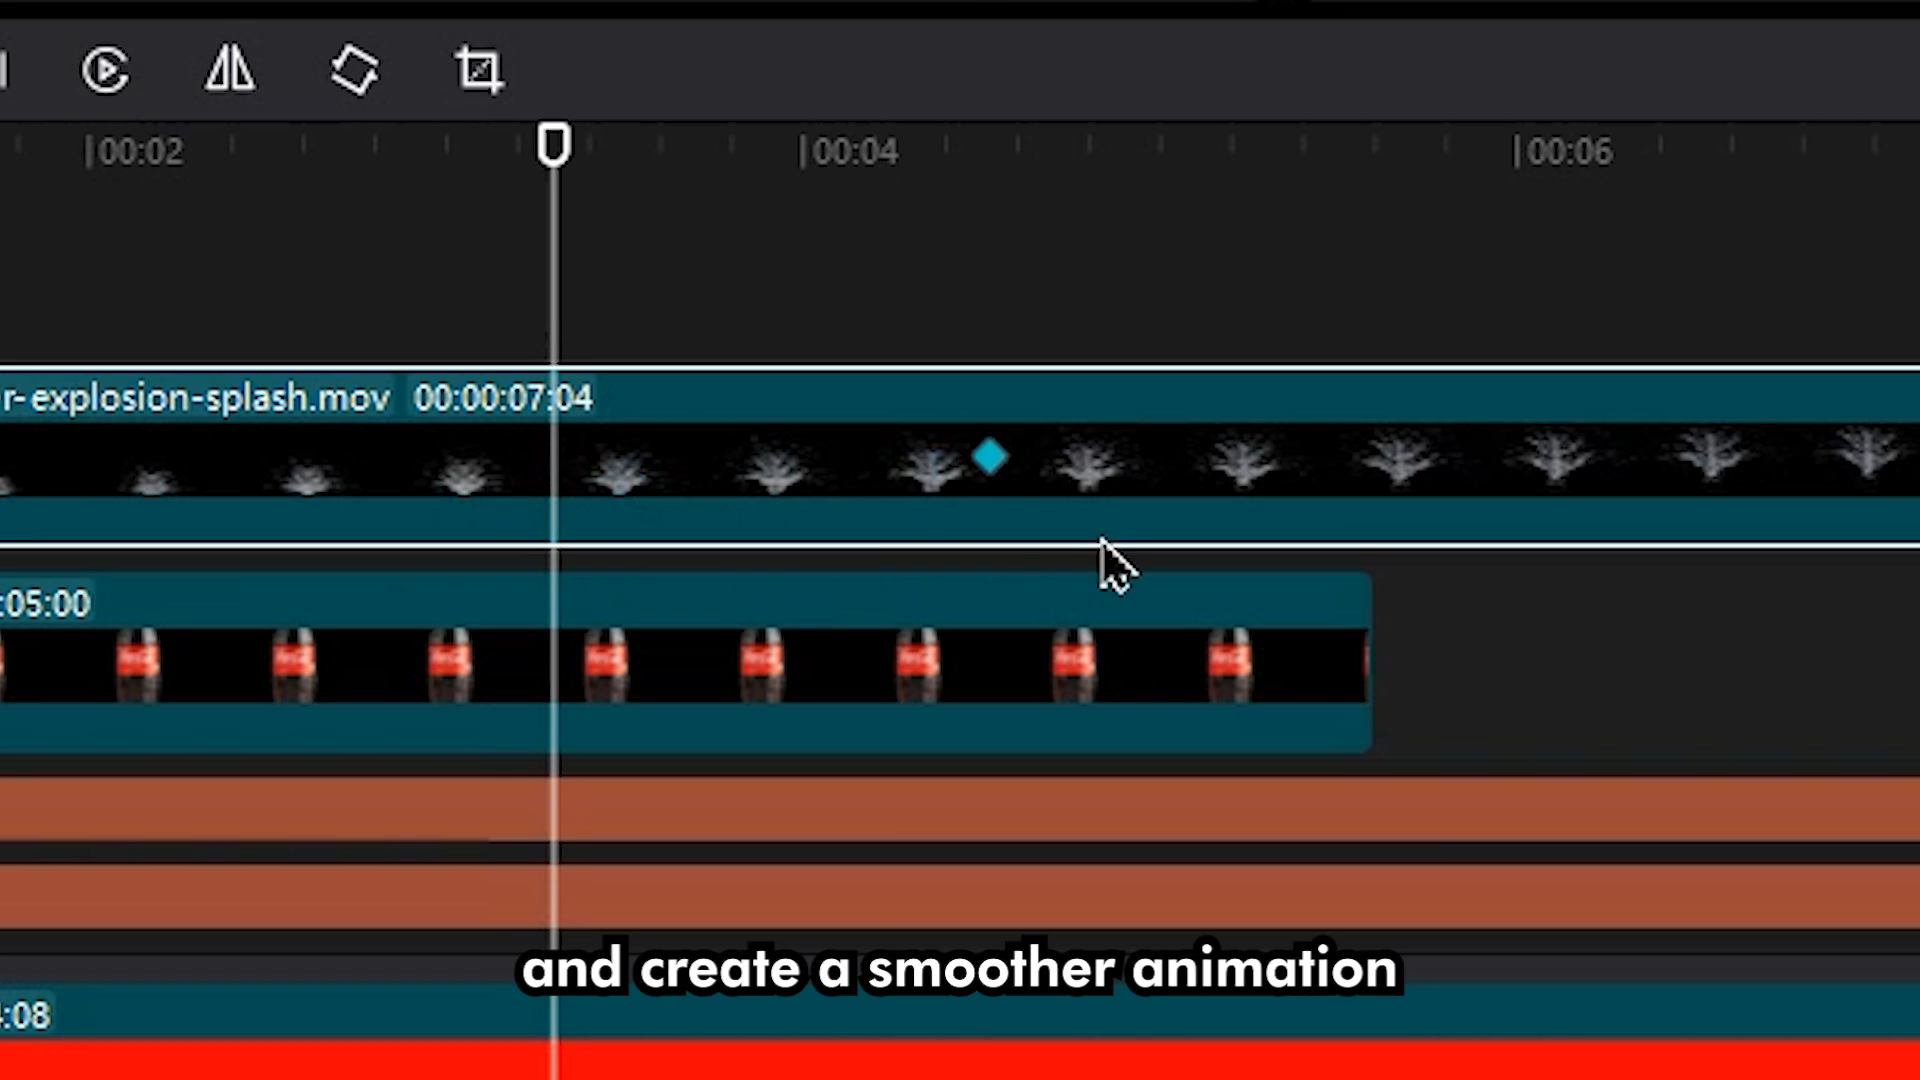 00:02
00:04
00:06
r-explosion-splash.mov 00:00:07:04
:05:00
and create a smoother animation
:08